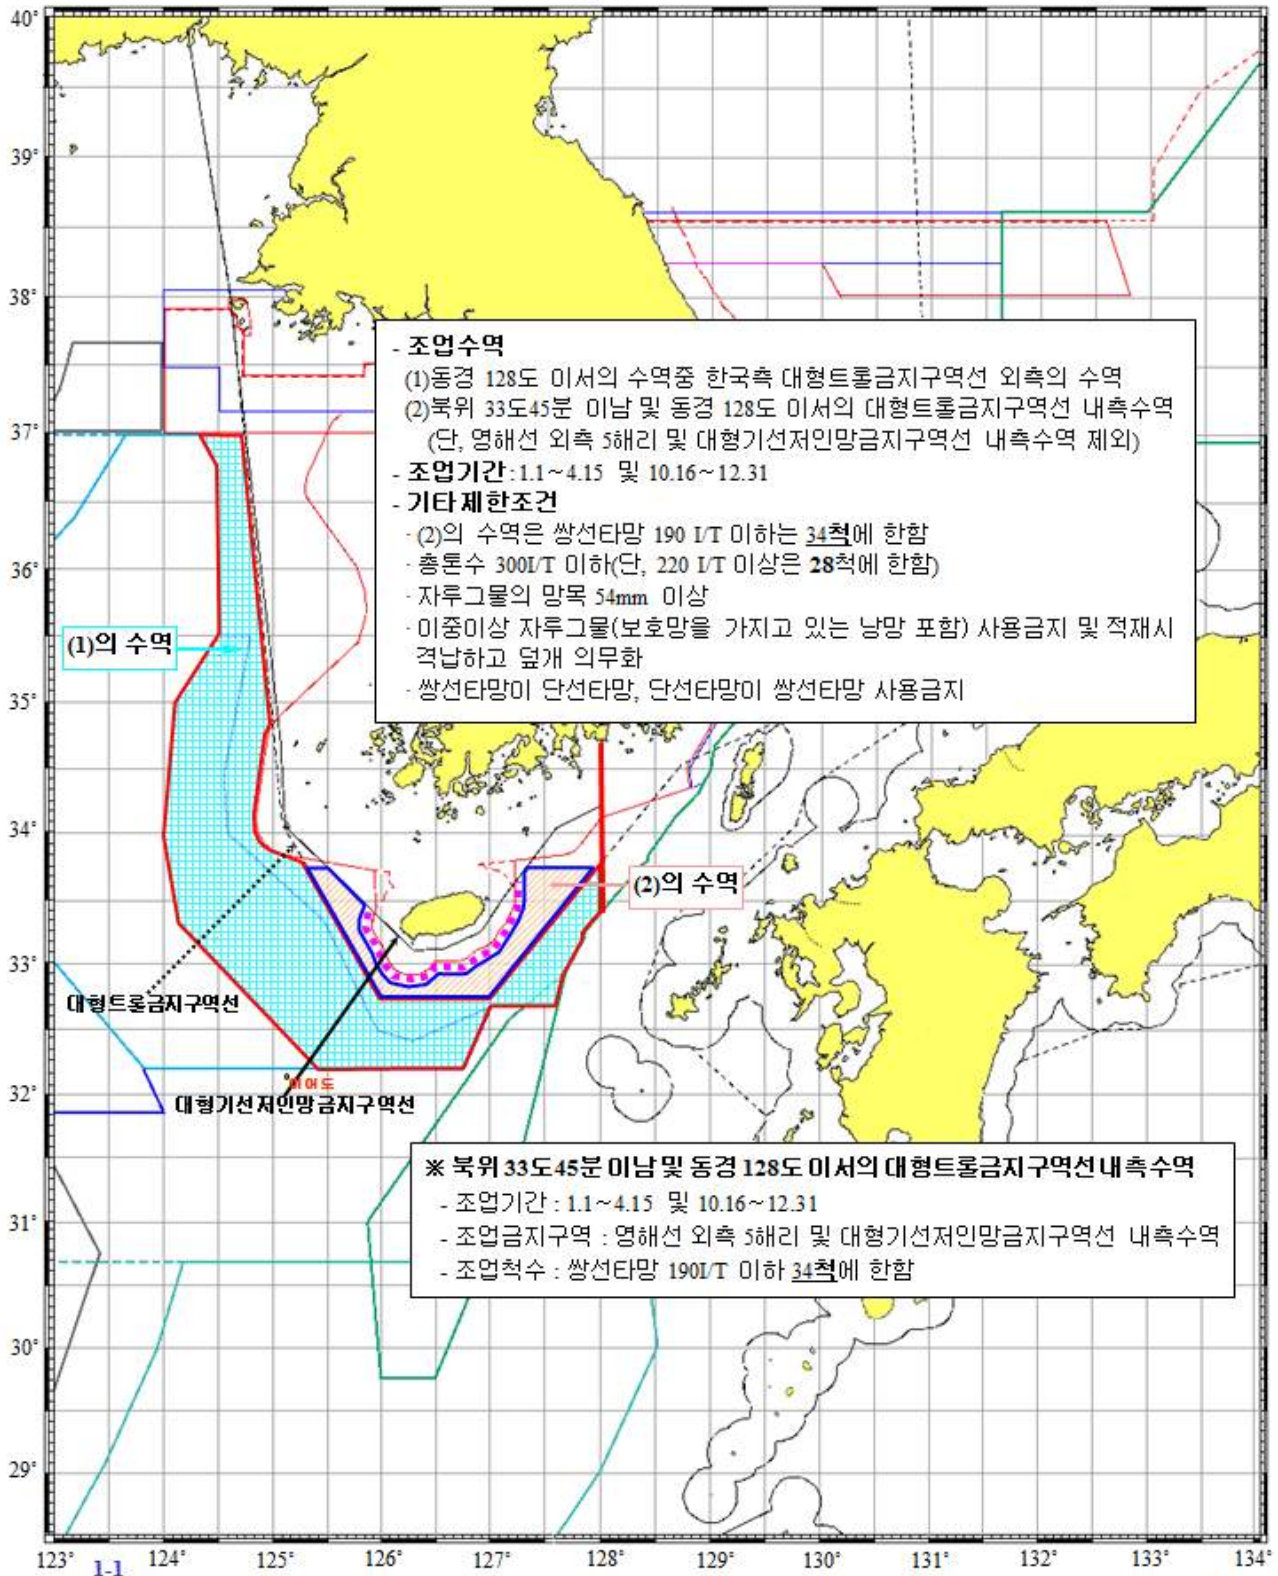 40°
39°
38°
- 조업수역
(1)동경 128도 이서의 수역중 한국측 대형트롤금지구역선 외측의 수역
(2)북위 33도45분 이남 및 동경 128도 이서의 대형트롤금지구역선 내측수역
(단, 영해선 외측 5해리 및 대형기선저인망금지구역선 내측수역 제외)
37°
- 조업기간:1.1~4.15 및 10.16~12.31
- 기타제한조건
· (2)의 수역은 쌍선타망 190 I/T 이하는 34척에 한함
· 총톤수 300I/T 이하(단, 220 I/T 이상은 28척에 한함)
36°
· 자루그물의 망목 54mm 이상
· 이중이상 자루그물(보호망을 가지고 있는 낭망 포함) 사용금지 및 적재시
격납하고 덮개 의무화
· 쌍선타망이 단선타망, 단선타망이 쌍선타망 사용금지
(1)의 수역
35°
34°
(2)의 수역
33°
대형트롤금지구역선
이어도
32°
대형기선저인망금지구역선
※ 북위 33도45분 이남 및 동경 128도 이서의 대형트롤금지구역선 내측수역
- 조업기간 : 1.1~4.15 및 10.16~12.31
- 조업금지구역 : 영해선 외측 5해리 및 대형기선저인망금지구역선 내측수역
- 조업척수 : 쌍선타망 190I/T 이하 34척에 한함
31°
30°
29°
123° 124° 125° 126° 127° 128° 129° 130° 131° 132° 133° 134°
1-1